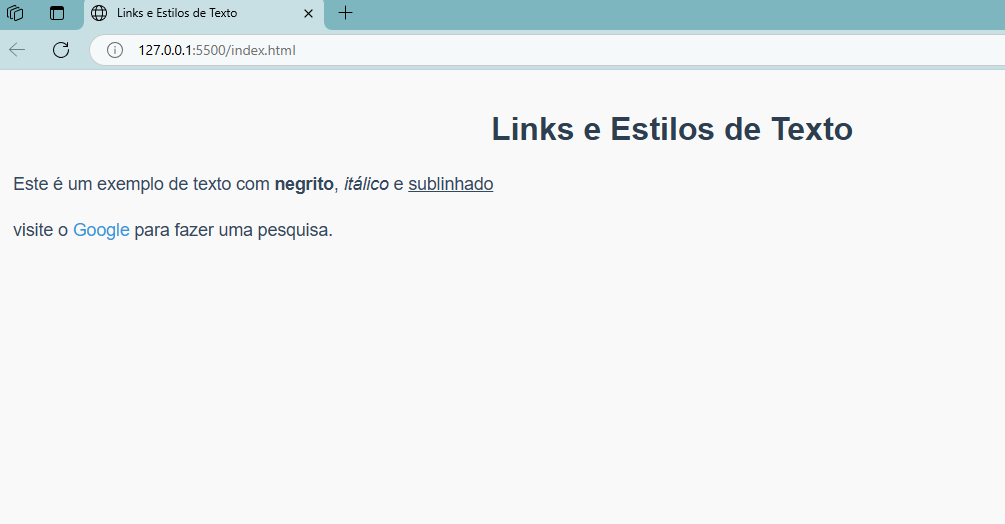 Links e Estilos de Texto
127.0.0.1:5500/index.html
Links e Estilos de Texto
Este é um exemplo de texto com negrito, itálico e sublinhado
visite o Google para fazer uma pesquisa.